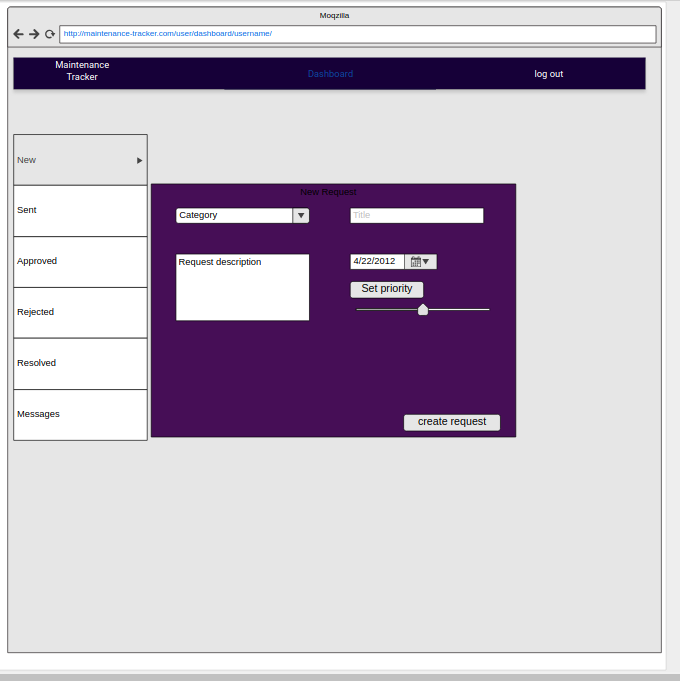 Moqzilla
http://maintenance-tracker.com/user/dashboard/username/
Maintenance
Tracker
Dashboard
log out
New
Sent
Approved
Rejected
Resolved
Messages
New Request
Category
Title
Request description
4/22/2012
Set priority
create request